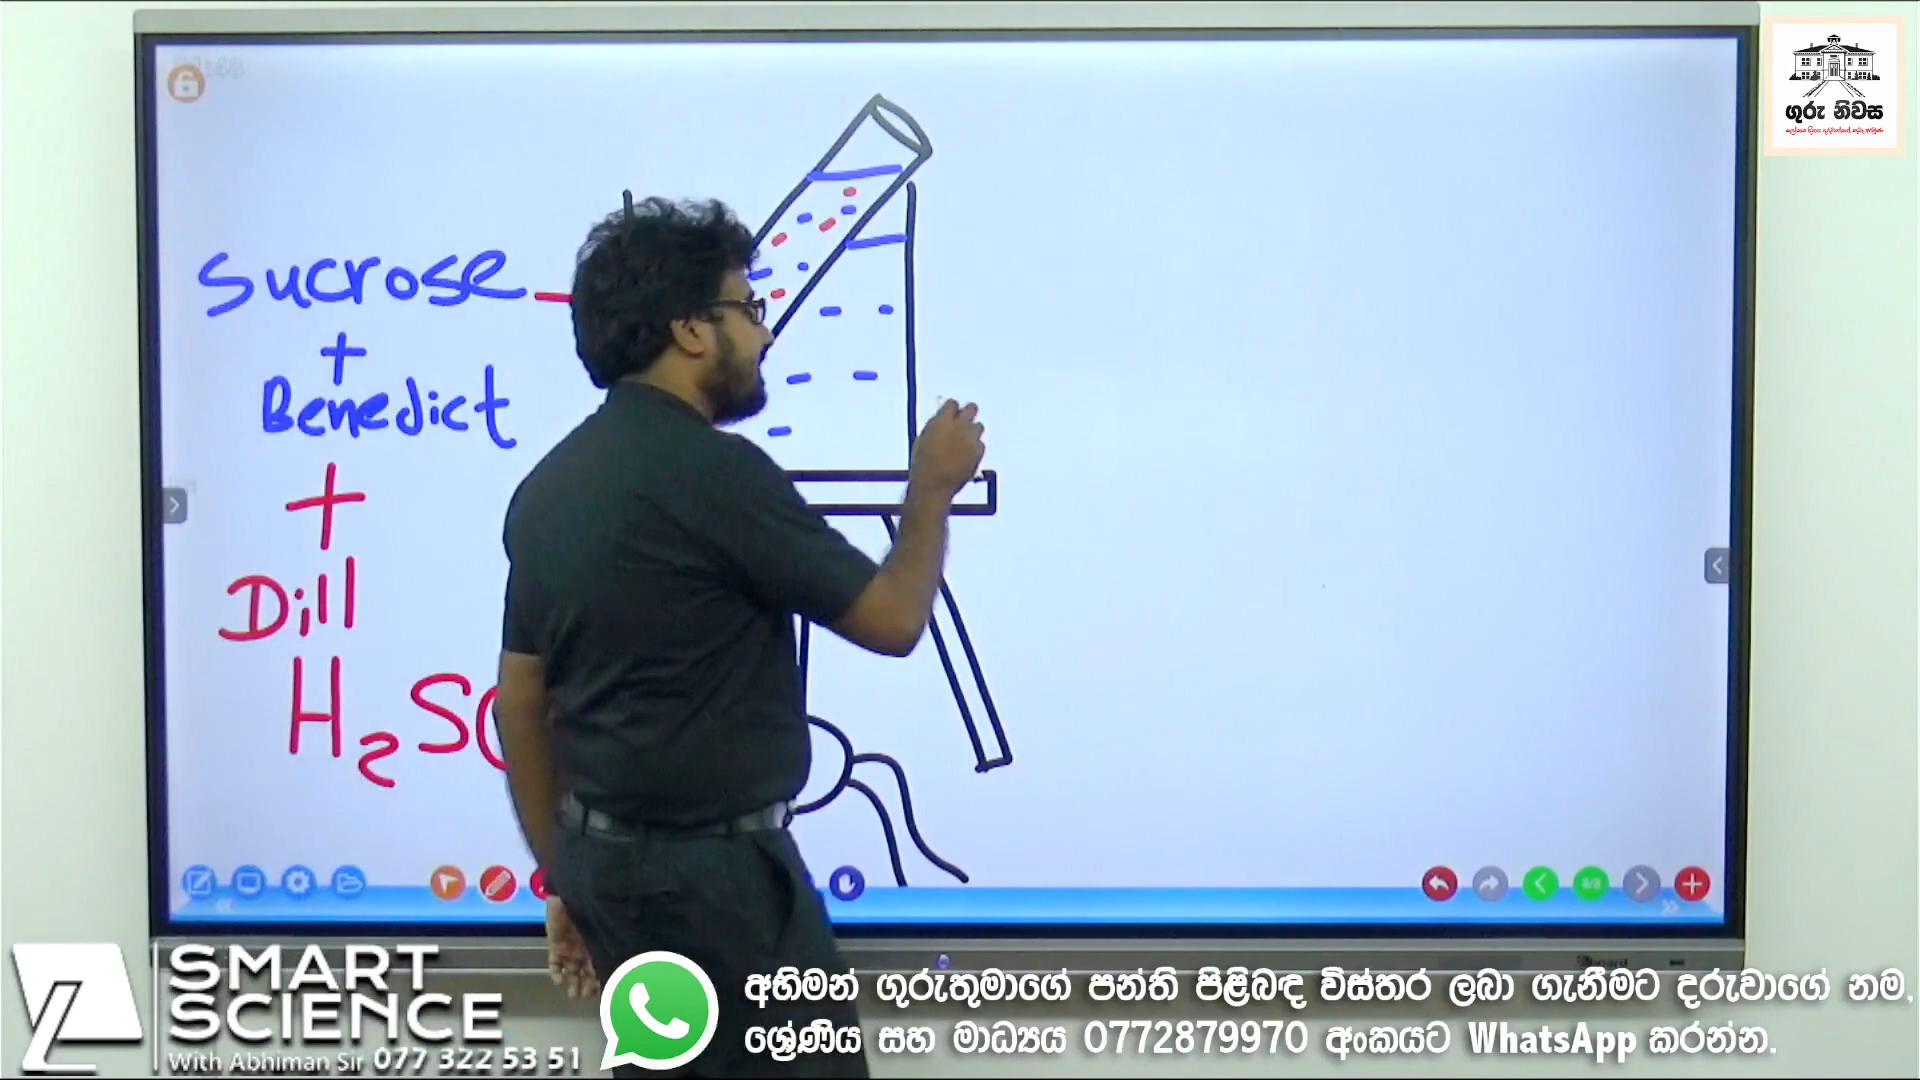 ගුරු නිවස
Sucrose
+
Benedict
+
Dill
H₂SO
SMART
SCIENCE
With Abhiman Sir 077 322 53 51
අභිමන් ගුරුතුමාගේ පන්ති පිළිබඳ විස්තර ලබා ගැනීමට දරුවාගේ නම,
ශ්‍රේණිය සහ මාධ්‍යය 0772879970 අංකයට WhatsApp කරන්න.